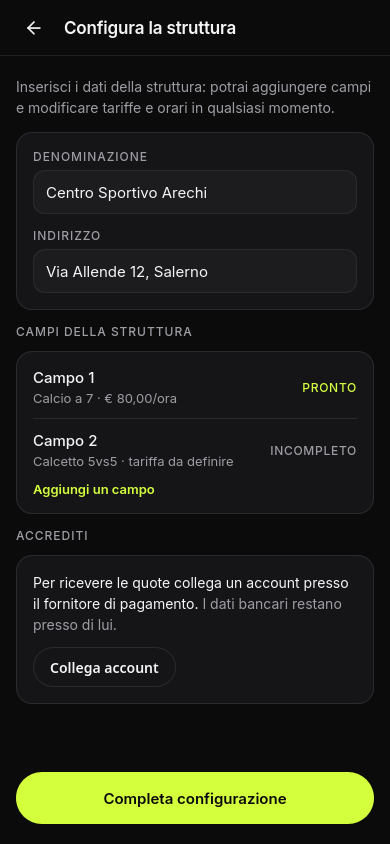 Configura la struttura
Inserisci i dati della struttura: potrai aggiungere campi
e modificare tariffe e orari in qualsiasi momento.
DENOMINAZIONE
Centro Sportivo Arechi
INDIRIZZO
Via Allende 12, Salerno
CAMPI DELLA STRUTTURA
Campo 1
Calcio a 7 · € 80,00/ora
PRONTO
Campo 2
Calcetto 5vs5 · tariffa da definire
INCOMPLETO
Aggiungi un campo
ACCREDITI
Per ricevere le quote collega un account presso
il fornitore di pagamento. I dati bancari restano
presso di lui.
Collega account
Completa configurazione